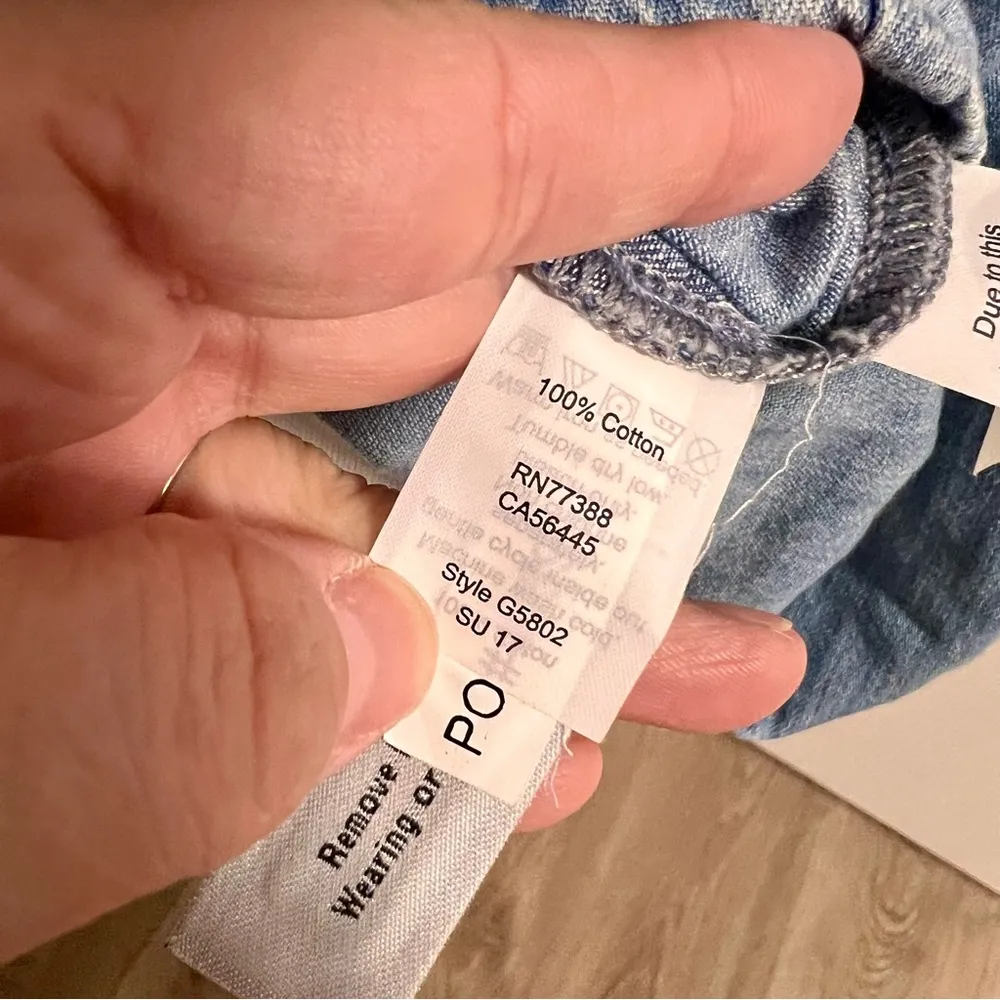 100% Cotton
RN77388
CA56445
Style G5802
SU 17
PO
Remove
Wearing or
Due to this